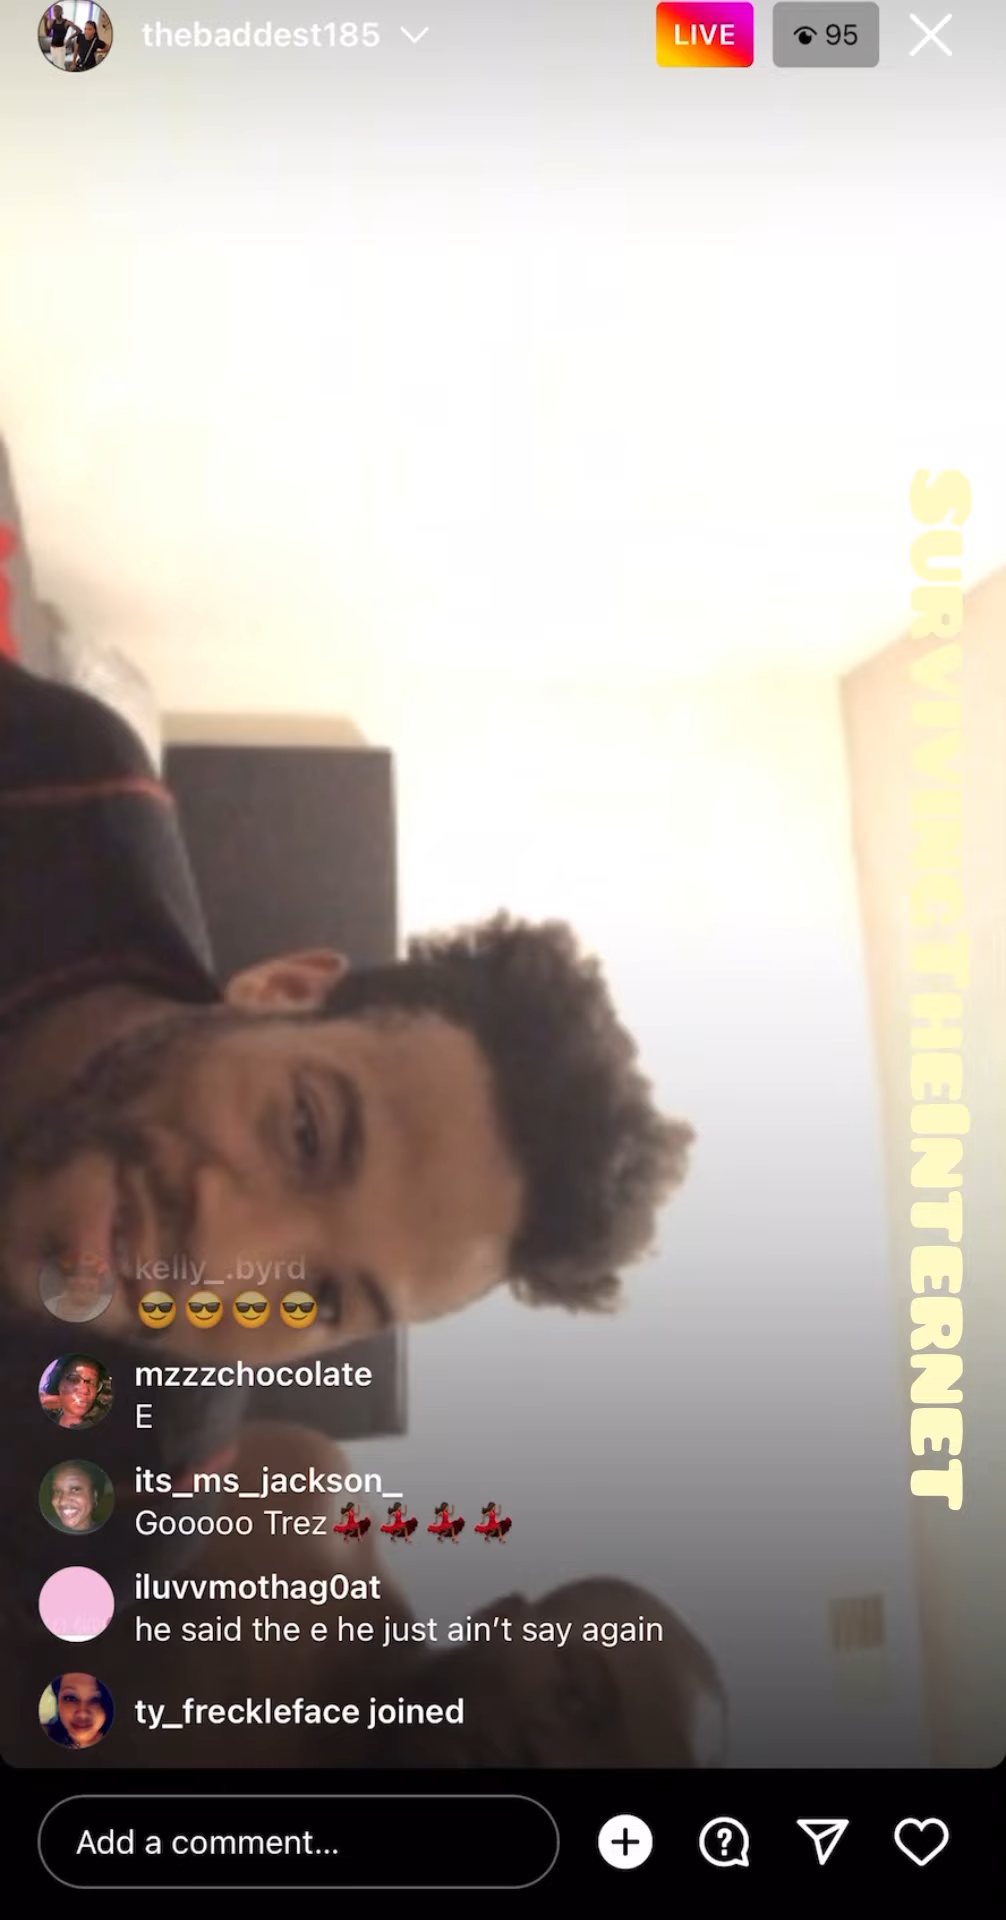 thebaddest185
LIVE
95
SURVIVINGTHEINTERNET
kelly_.byrd
😎😎😎😎
mzzzchocolate
E
its_ms_jackson_
Gooooo Trez💃🏿💃🏿💃🏿💃🏿
iluvvmothag0at
he said the e he just ain’t say again
ty_freckleface joined
Add a comment...